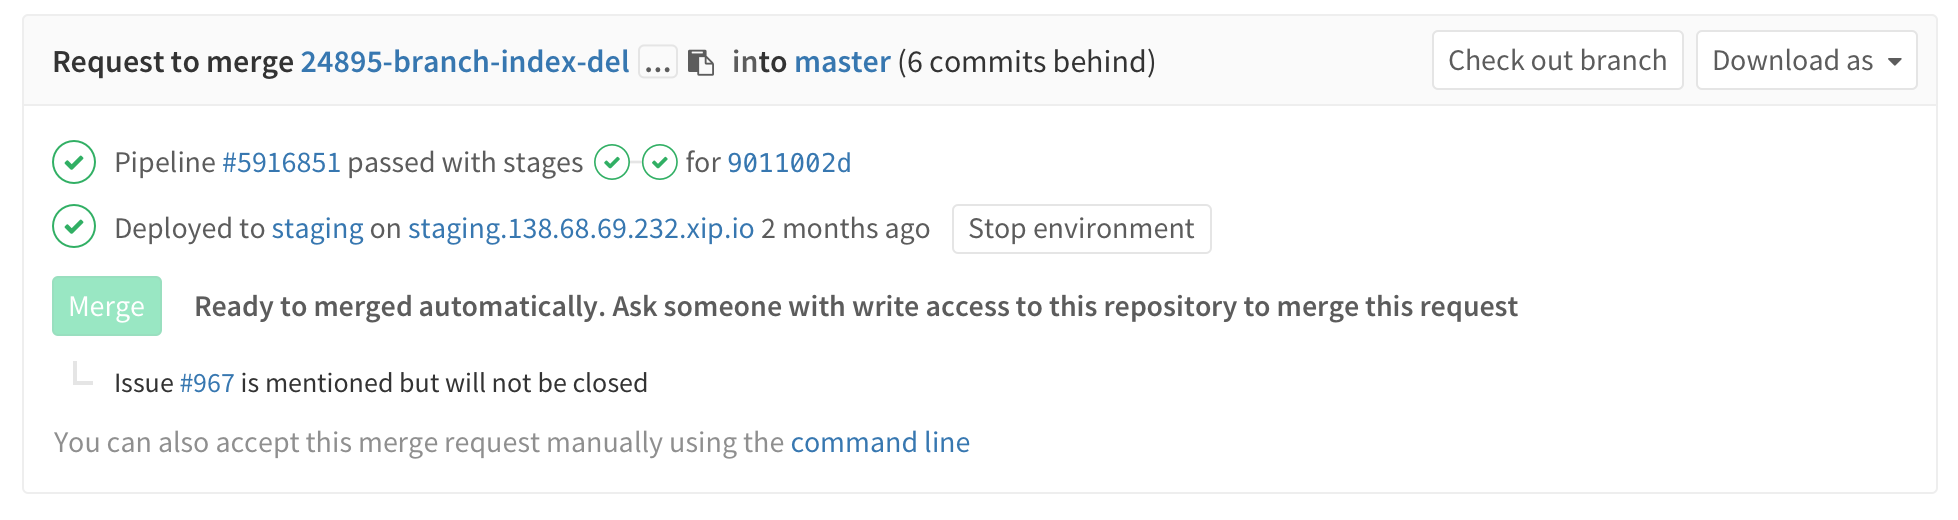 Request to merge 24895-branch-index-del ... into master (6 commits behind) Check out branch Download as
Pipeline #5916851 passed with stages for 9011002d
Deployed to staging on staging.138.68.69.232.xip.io 2 months ago Stop environment
Merge Ready to merged automatically. Ask someone with write access to this repository to merge this request
Issue #967 is mentioned but will not be closed
You can also accept this merge request manually using the command line